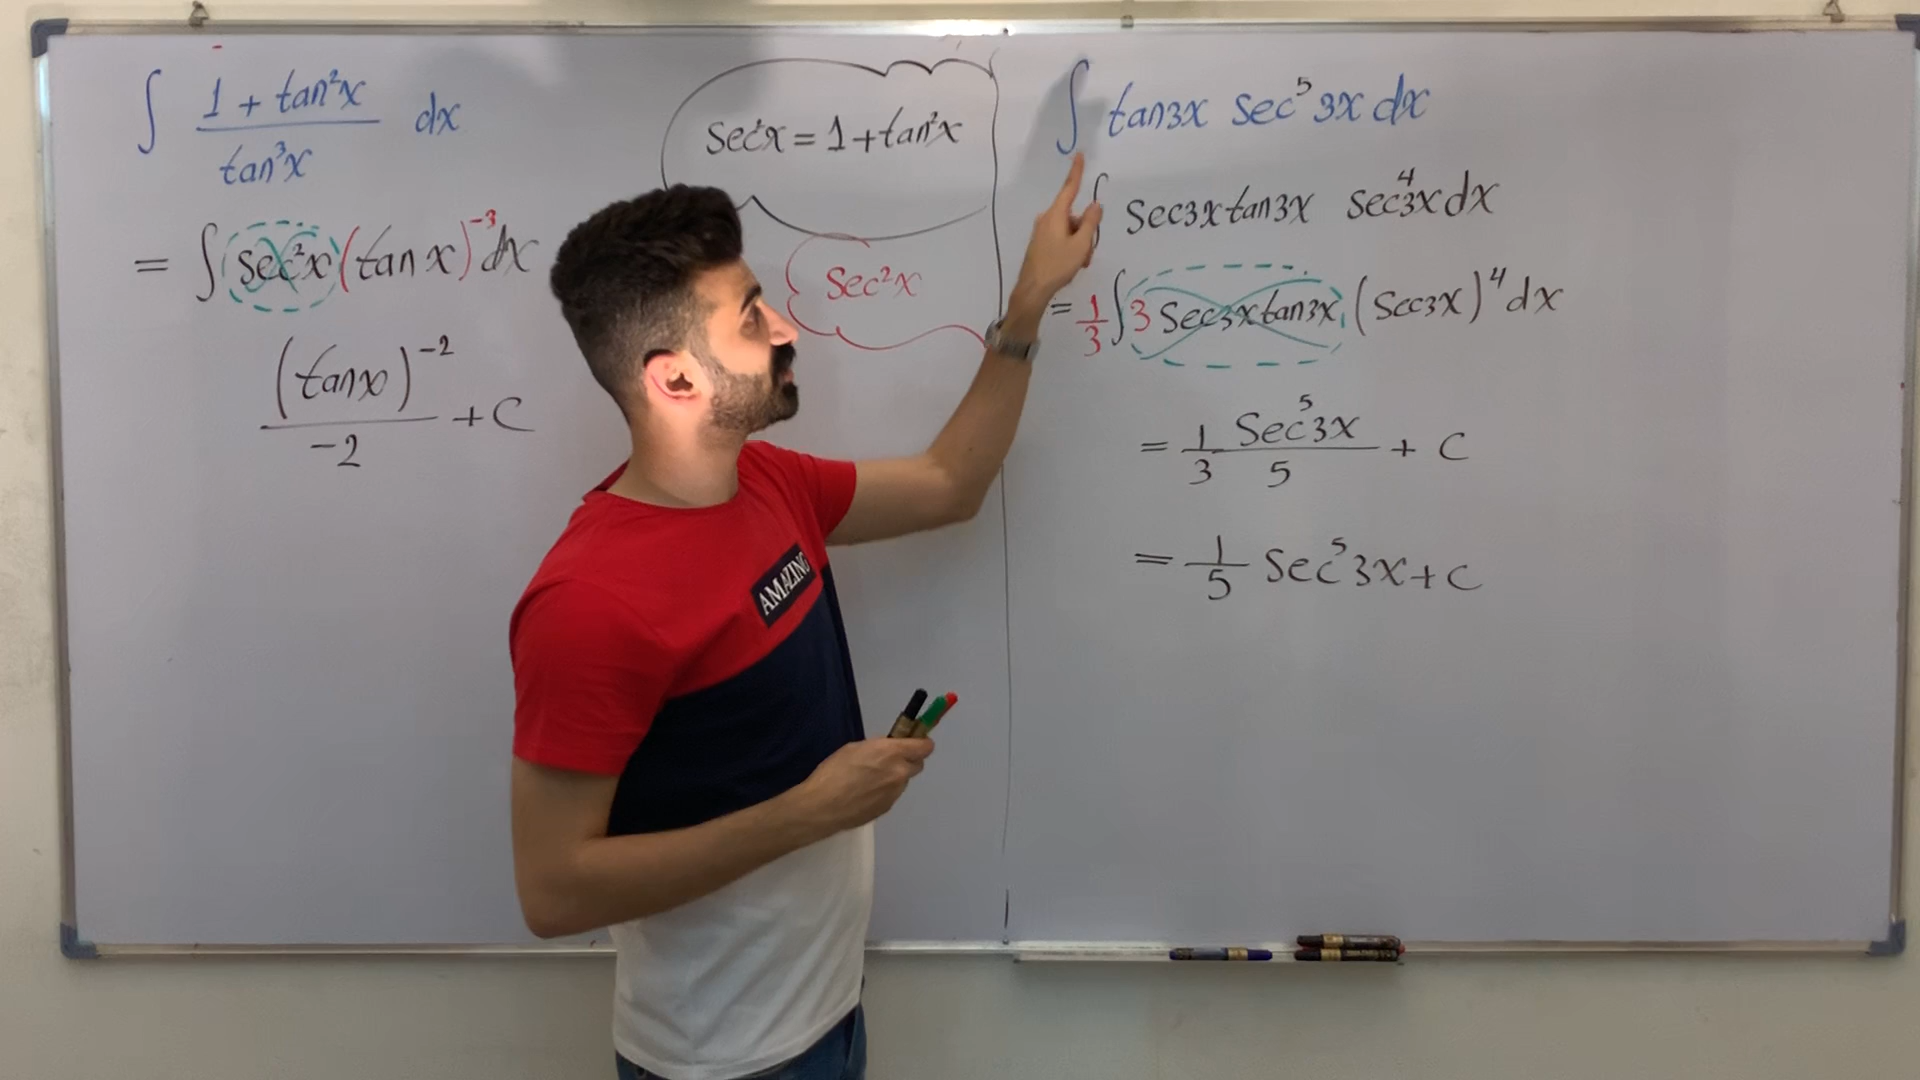 ∫ 1 + tan²x / tan³x dx
= ∫ sec²x (tan x)⁻³ dx
(tan x)⁻² / -2 + C
Sec²x = 1 + tan²x
Sec²x
∫ tan3x sec⁵3x dx
∫ sec3x tan3x sec⁴3x dx
= 1/3 ∫ 3 sec3x tan3x (Sec3x)⁴ dx
= 1/3 Sec⁵3x / 5 + C
= 1/5 Sec⁵3x + C
AMAZING